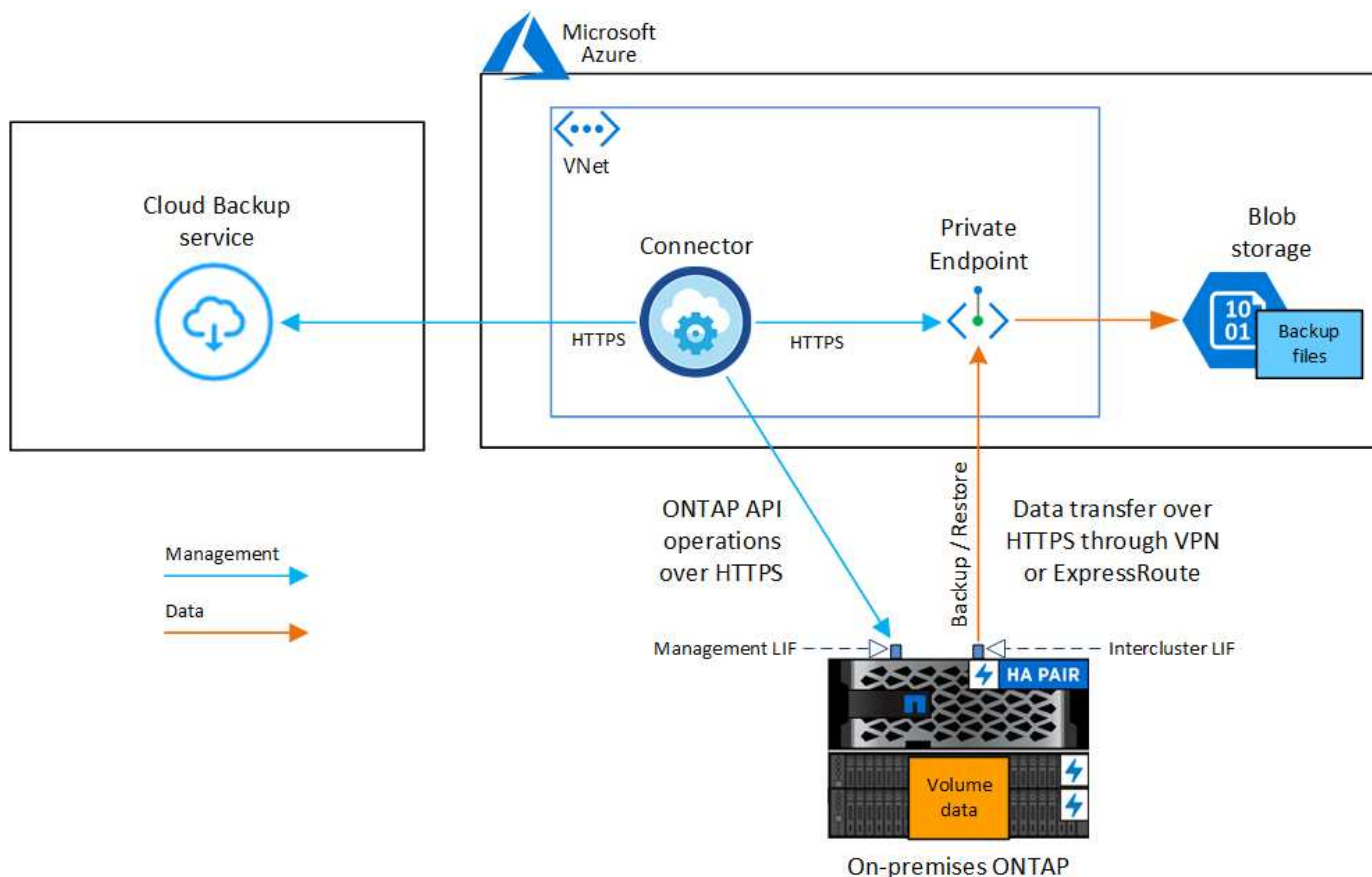 Microsoft
Azure
VNet
Cloud Backup
service
Connector
Private
Endpoint
Blob
storage
10
01
Backup
files
HTTPS
HTTPS
ONTAP API
operations
over HTTPS
Backup / Restore
Data transfer over
HTTPS through VPN
or ExpressRoute
Management
Data
Management LIF
Intercluster LIF
HA PAIR
Volume
data
On-premises ONTAP